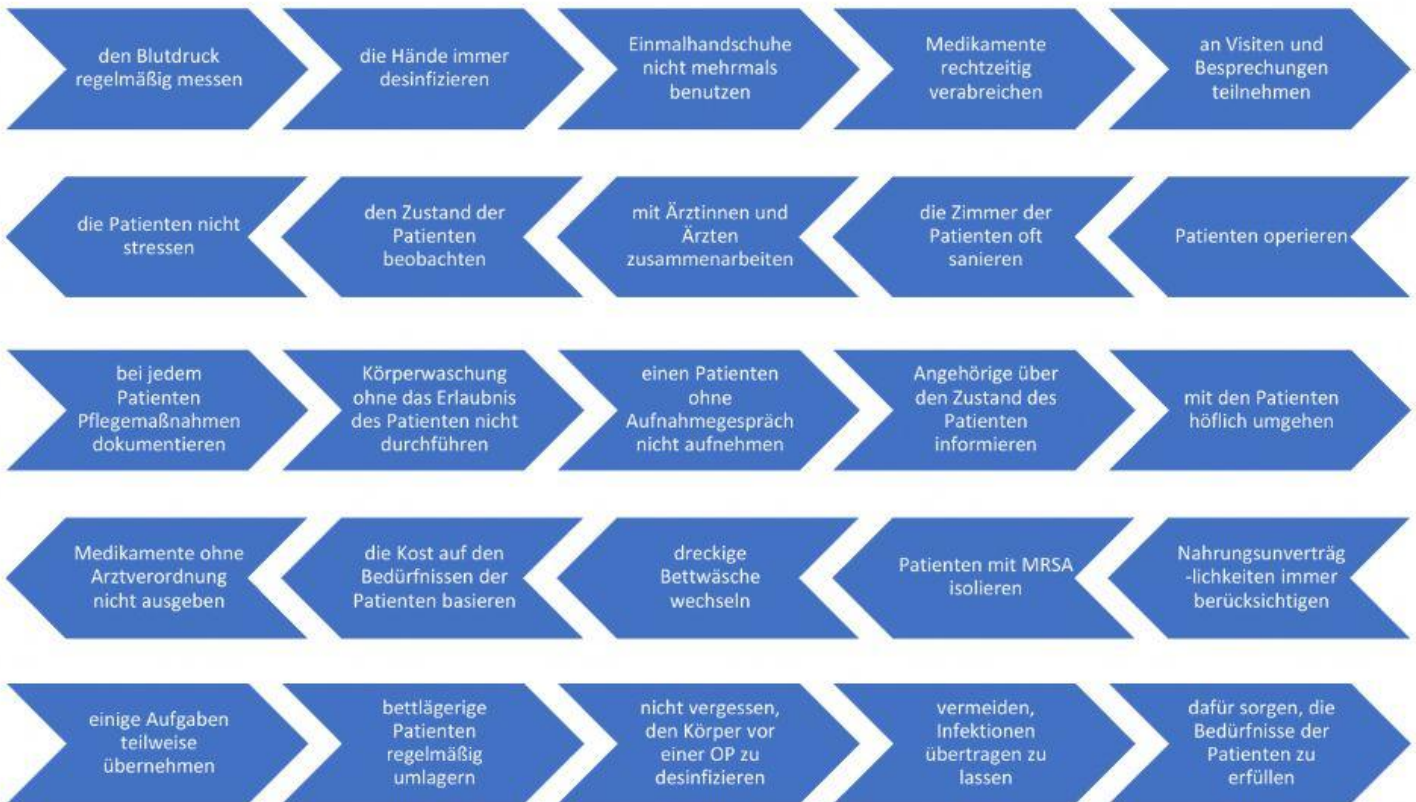 den Blutdruck
regelmäßig messen
die Hände immer
desinfizieren
Einmalhandschuhe
nicht mehrmals
benutzen
Medikamente
rechtzeitig
verabreichen
an Visiten und
Besprechungen
teilnehmen
die Patienten nicht
stressen
den Zustand der
Patienten
beobachten
mit Ärztinnen und
Ärzten
zusammenarbeiten
die Zimmer der
Patienten oft
sanieren
Patienten operieren
bei jedem
Patienten
Pflegemaßnahmen
dokumentieren
Körperwaschung
ohne das Erlaubnis
des Patienten nicht
durchführen
einen Patienten
ohne
Aufnahmegespräch
nicht aufnehmen
Angehörige über
den Zustand des
Patienten
informieren
mit den Patienten
höflich umgehen
Medikamente ohne
Arztverordnung
nicht ausgeben
die Kost auf den
Bedürfnissen der
Patienten basieren
dreckige
Bettwäsche
wechseln
Patienten mit MRSA
isolieren
Nahrungsunverträg
-lichkeiten immer
berücksichtigen
einige Aufgaben
teilweise
übernehmen
bettlägerige
Patienten
regelmäßig
umlagern
nicht vergessen,
den Körper vor
einer OP zu
desinfizieren
vermeiden,
Infektionen
übertragen zu
lassen
dafür sorgen, die
Bedürfnisse der
Patienten zu
erfüllen